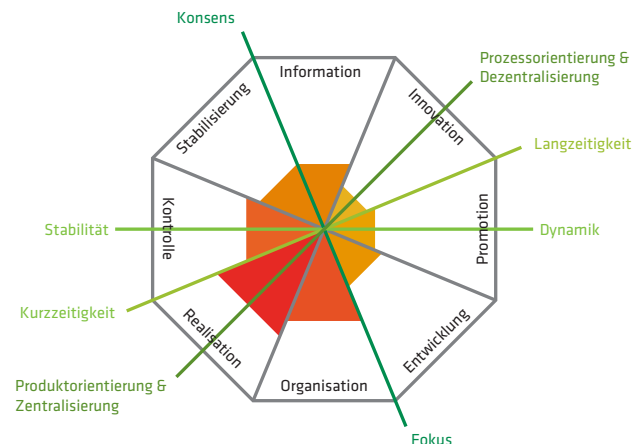 Konsens
Prozessorientierung &
Dezentralisierung
Information
Stabilisierung
Innovation
Langzeitigkeit
Kontrolle
Promotion
Stabilität
Dynamik
Kurzzeitigkeit
Realisation
Entwicklung
Produktorientierung &
Zentralisierung
Organisation
Fokus